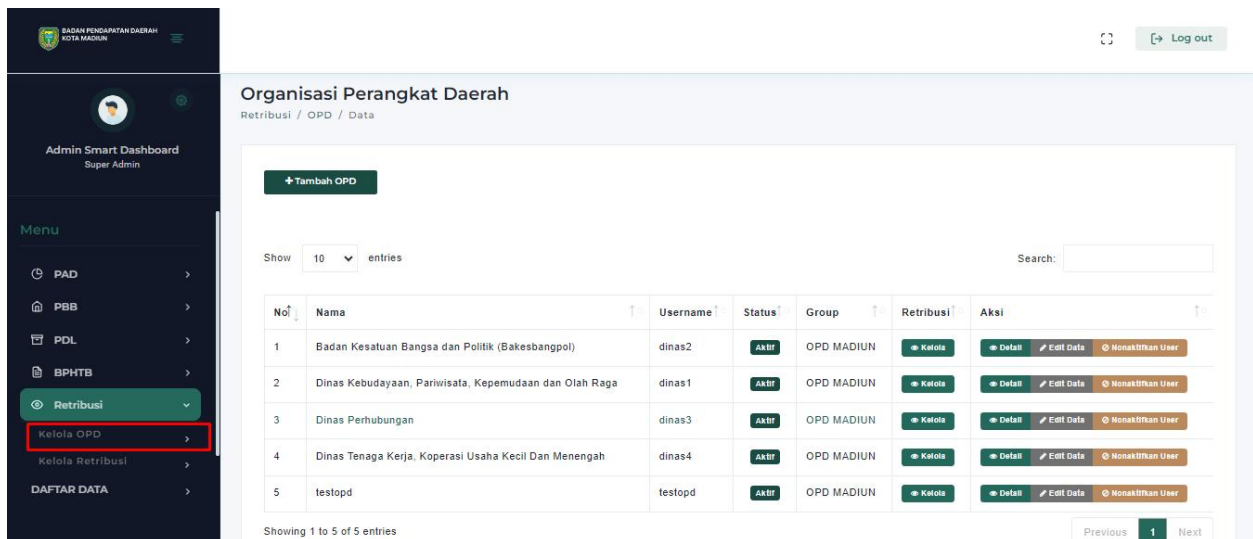 BADAN PENDAPATAN DAERAH
KOTA MADIUN
Log out
Admin Smart Dashboard
Super Admin
Menu
PAD
PBB
PDL
BPHTB
Retribusi
Kelola OPD
Kelola Retribusi
DAFTAR DATA
Organisasi Perangkat Daerah
Retribusi / OPD / Data
+Tambah OPD
Show 10 entries
Search:
No Nama Username Status Group Retribusi Aksi
1 Badan Kesatuan Bangsa dan Politik (Bakesbangpol) dinas2 Aktif OPD MADIUN Kelola Detail Edit Data Nonaktifkan User
2 Dinas Kebudayaan, Pariwisata, Kepemudaan dan Olah Raga dinas1 Aktif OPD MADIUN Kelola Detail Edit Data Nonaktifkan User
3 Dinas Perhubungan dinas3 Aktif OPD MADIUN Kelola Detail Edit Data Nonaktifkan User
4 Dinas Tenaga Kerja, Koperasi Usaha Kecil Dan Menengah dinas4 Aktif OPD MADIUN Kelola Detail Edit Data Nonaktifkan User
5 testopd testopd Aktif OPD MADIUN Kelola Detail Edit Data Nonaktifkan User
Showing 1 to 5 of 5 entries
Previous 1 Next